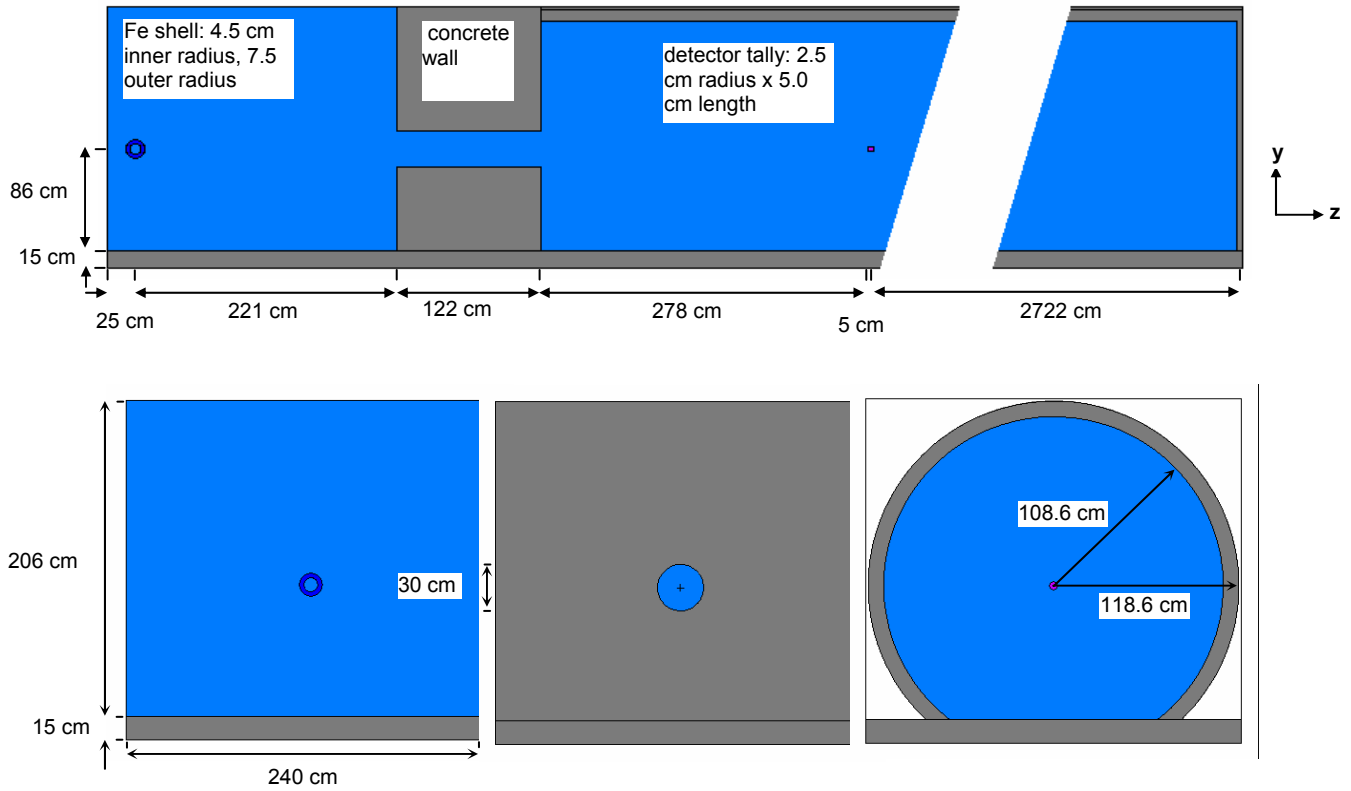 Fe shell: 4.5 cm
inner radius, 7.5
outer radius
concrete
wall
detector tally: 2.5
cm radius x 5.0
cm length
86 cm
15 cm
25 cm
221 cm
122 cm
278 cm
5 cm
2722 cm
y
z
206 cm
15 cm
240 cm
30 cm
108.6 cm
118.6 cm